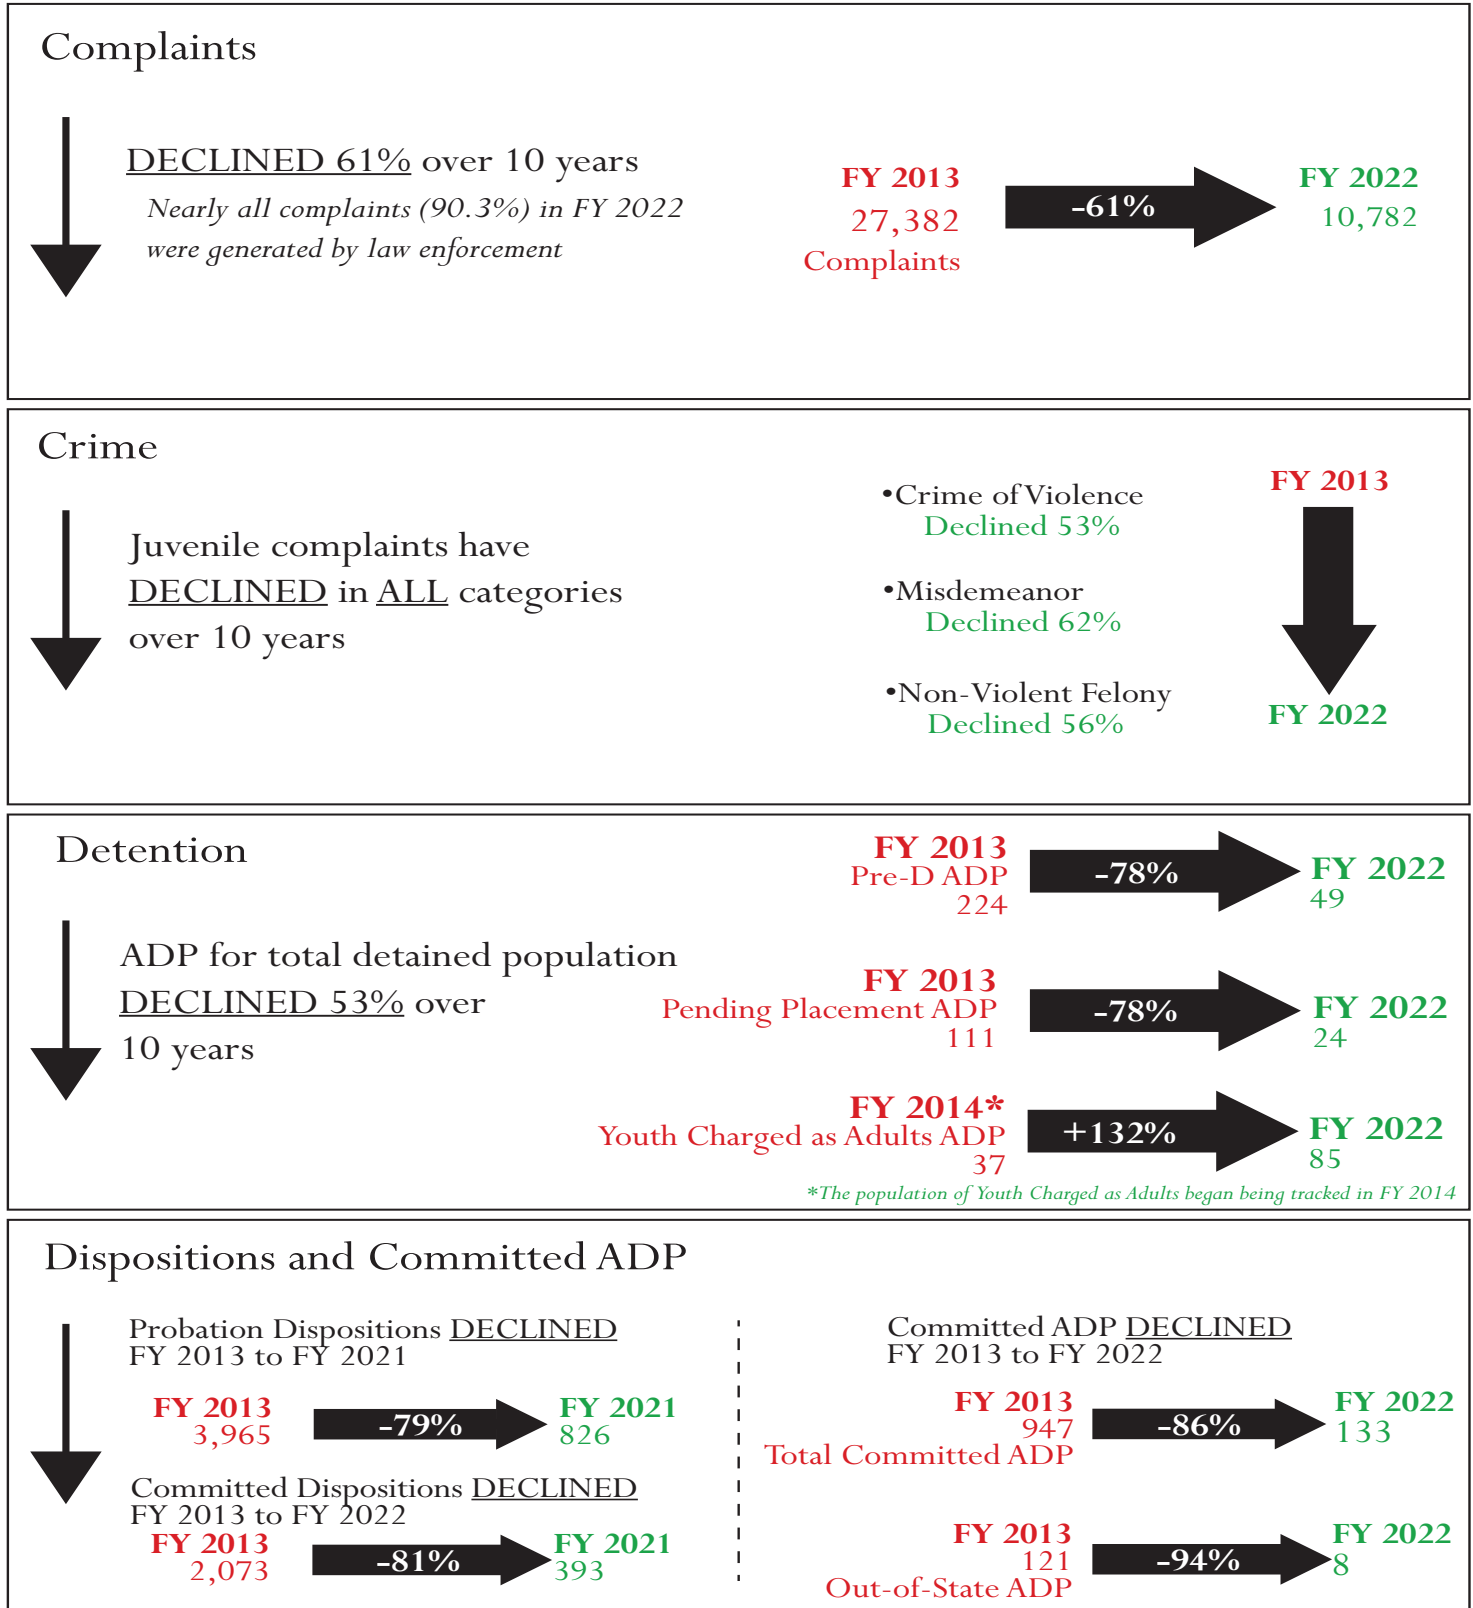 Complaints
DECLINED 61% over 10 years
Nearly all complaints (90.3%) in FY 2022
were generated by law enforcement
FY 2013
27,382
Complaints
-61%
FY 2022
10,782
Crime
Juvenile complaints have
DECLINED in ALL categories
over 10 years
•Crime of Violence
Declined 53%
•Misdemeanor
Declined 62%
•Non-Violent Felony
Declined 56%
FY 2013
FY 2022
Detention
ADP for total detained population
DECLINED 53% over
10 years
FY 2013
Pre-D ADP
224
-78%
FY 2022
49
FY 2013
Pending Placement ADP
111
-78%
FY 2022
24
FY 2014*
Youth Charged as Adults ADP
37
+132%
FY 2022
85
*The population of Youth Charged as Adults began being tracked in FY 2014
Dispositions and Committed ADP
Probation Dispositions DECLINED
FY 2013 to FY 2021
FY 2013
3,965
-79%
FY 2021
826
Committed Dispositions DECLINED
FY 2013 to FY 2022
FY 2013
2,073
-81%
FY 2021
393
Committed ADP DECLINED
FY 2013 to FY 2022
FY 2013
947
Total Committed ADP
-86%
FY 2022
133
FY 2013
121
Out-of-State ADP
-94%
FY 2022
8